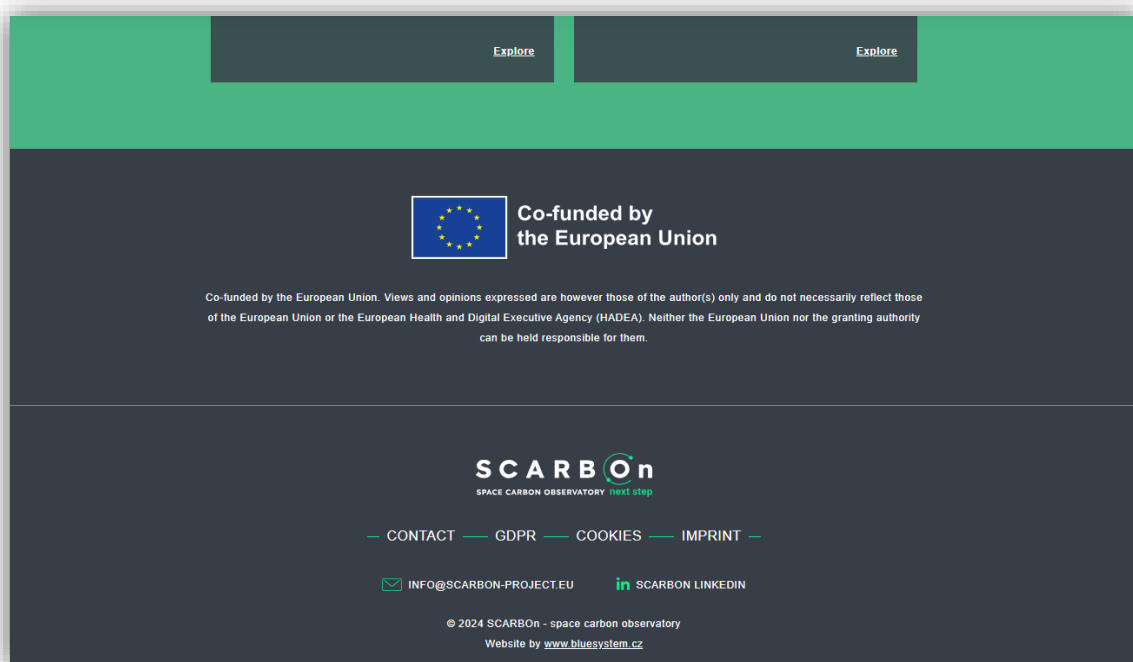 Explore
Explore
Co-funded by
the European Union
Co-funded by the European Union. Views and opinions expressed are however those of the author(s) only and do not necessarily reflect those
of the European Union or the European Health and Digital Executive Agency (HADEA). Neither the European Union nor the granting authority
can be held responsible for them.
SCARBOn
SPACE CARBON OBSERVATORY next step
CONTACT GDPR COOKIES IMPRINT
INFO@SCARBON-PROJECT.EU in SCARBON LINKEDIN
© 2024 SCARBOn - space carbon observatory
Website by www.bluesystem.cz